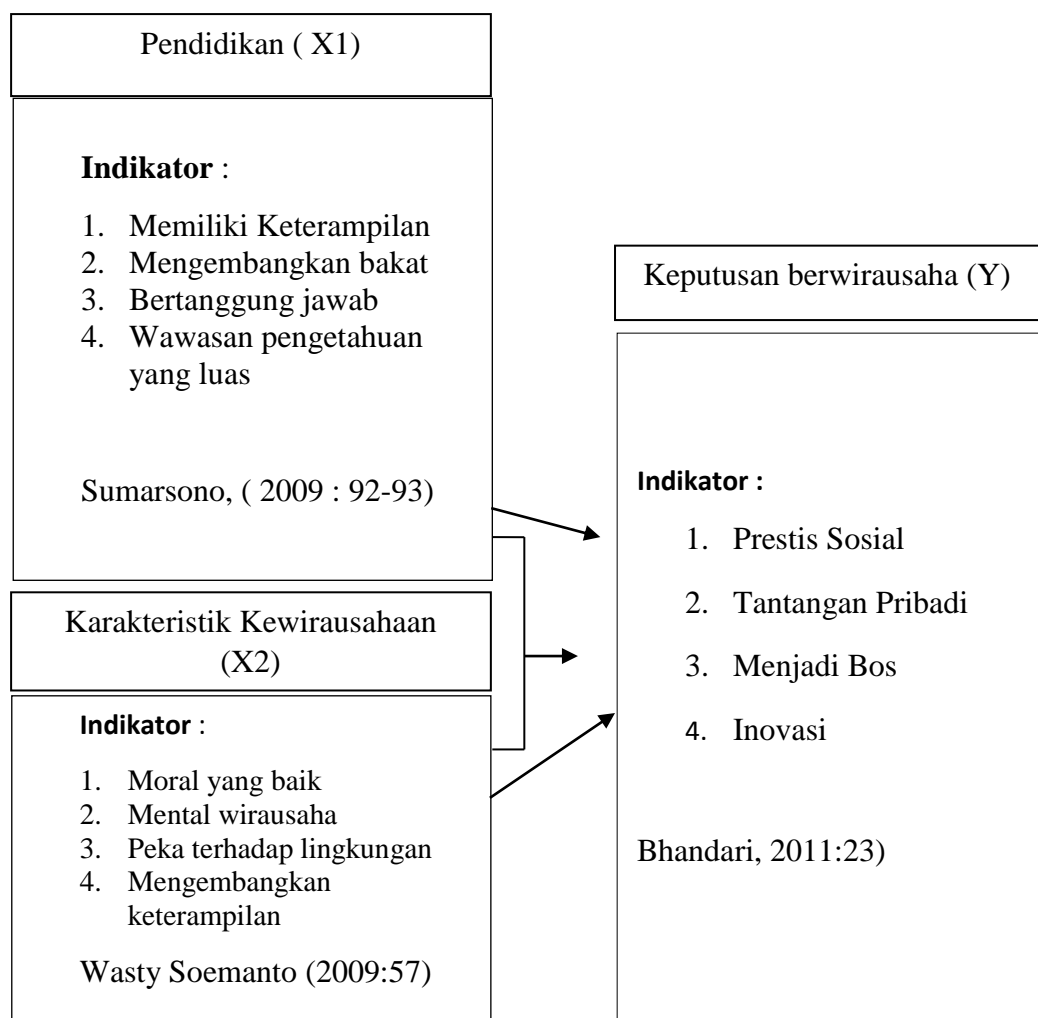 Pendidikan ( X1)
Indikator :
1. Memiliki Keterampilan
2. Mengembangkan bakat
3. Bertanggung jawab
4. Wawasan pengetahuan
yang luas
Sumarsono, ( 2009 : 92-93)
Karakteristik Kewirausahaan
(X2)
Indikator :
1. Moral yang baik
2. Mental wirausaha
3. Peka terhadap lingkungan
4. Mengembangkan
keterampilan
Wasty Soemanto (2009:57)
Keputusan berwirausaha (Y)
Indikator :
1. Prestis Sosial
2. Tantangan Pribadi
3. Menjadi Bos
4. Inovasi
Bhandari, 2011:23)